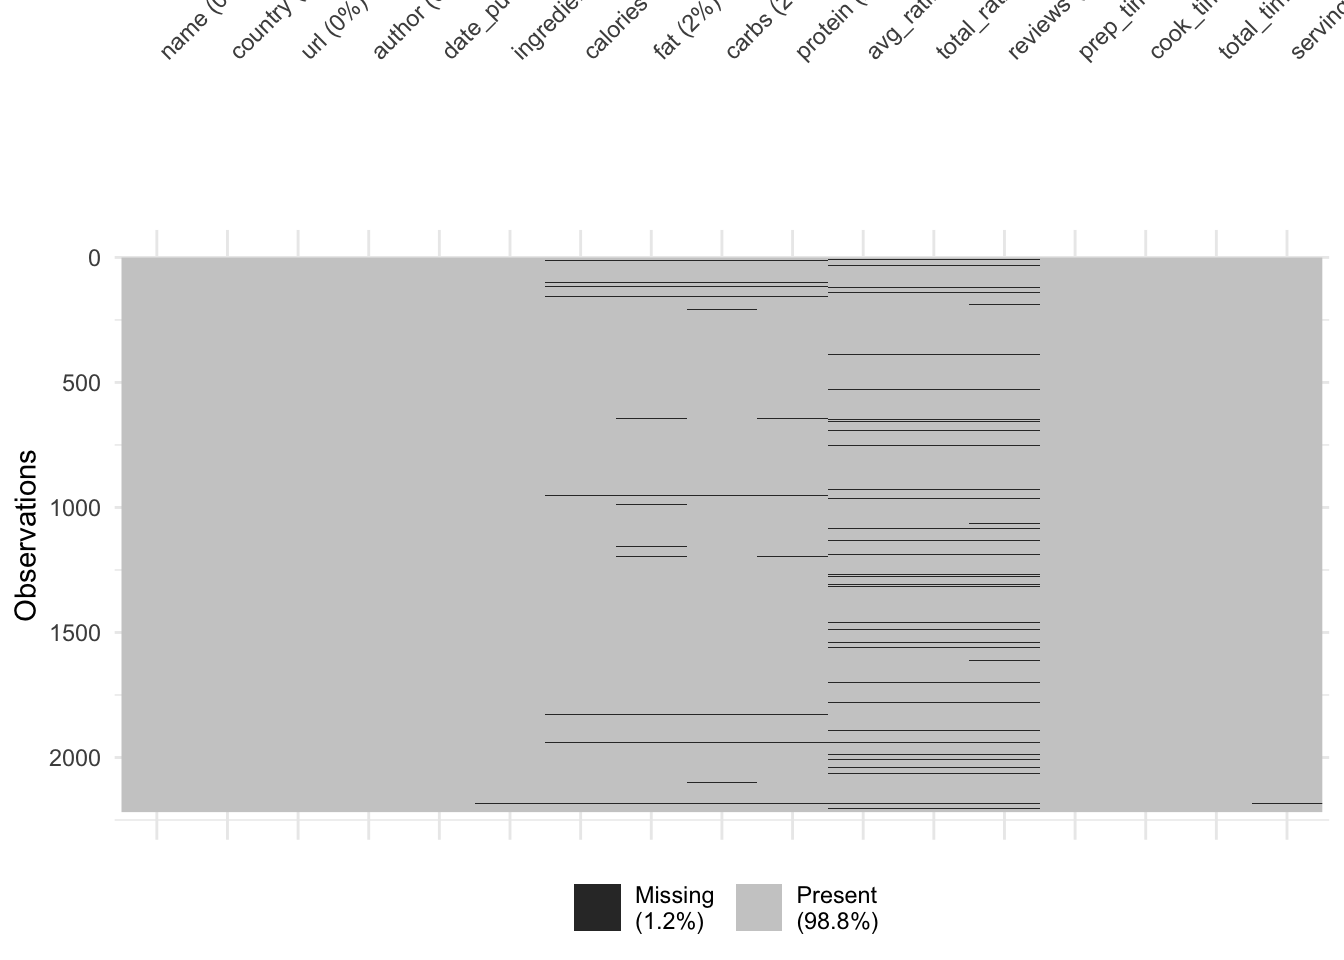 name (0
country (
url (0%)
author (
date_pu
ingredie
calories
fat (2%)
carbs (2
protein (
avg_rati
total_rat
reviews
prep_tim
cook_tim
total_tim
serving
0
500
1000
1500
2000
Observations
Missing
(1.2%)
Present
(98.8%)